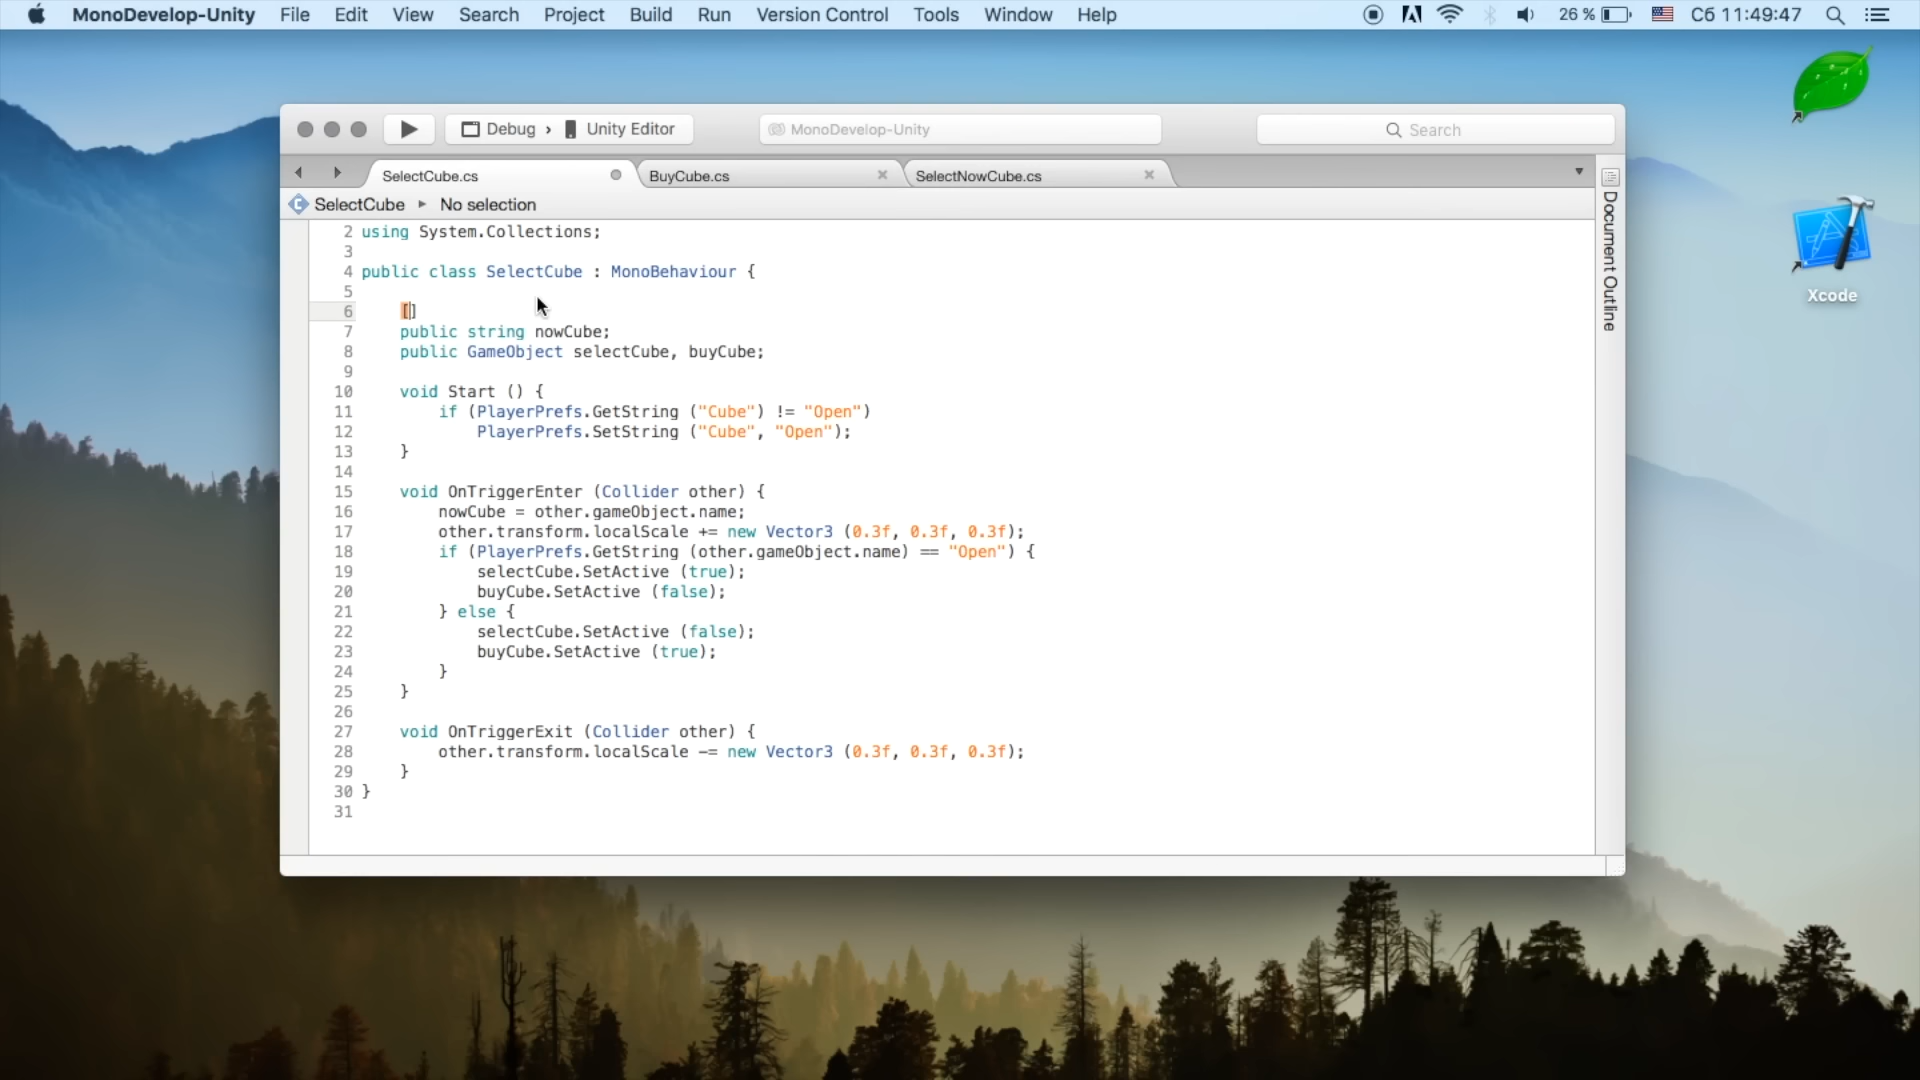 MonoDevelop-Unity File Edit View Search Project Build Run Version Control Tools Window Help 26 % Сб 11:49:47
Debug › Unity Editor MonoDevelop-Unity Search
SelectCube.cs BuyCube.cs SelectNowCube.cs
SelectCube ▸ No selection
2 using System.Collections;
3
4 public class SelectCube : MonoBehaviour {
5
6 []
7 public string nowCube;
8 public GameObject selectCube, buyCube;
9
10 void Start () {
11 if (PlayerPrefs.GetString ("Cube") != "Open")
12 PlayerPrefs.SetString ("Cube", "Open");
13 }
14
15 void OnTriggerEnter (Collider other) {
16 nowCube = other.gameObject.name;
17 other.transform.localScale += new Vector3 (0.3f, 0.3f, 0.3f);
18 if (PlayerPrefs.GetString (other.gameObject.name) == "Open") {
19 selectCube.SetActive (true);
20 buyCube.SetActive (false);
21 } else {
22 selectCube.SetActive (false);
23 buyCube.SetActive (true);
24 }
25 }
26
27 void OnTriggerExit (Collider other) {
28 other.transform.localScale -= new Vector3 (0.3f, 0.3f, 0.3f);
29 }
30 }
31
Document Outline
Xcode